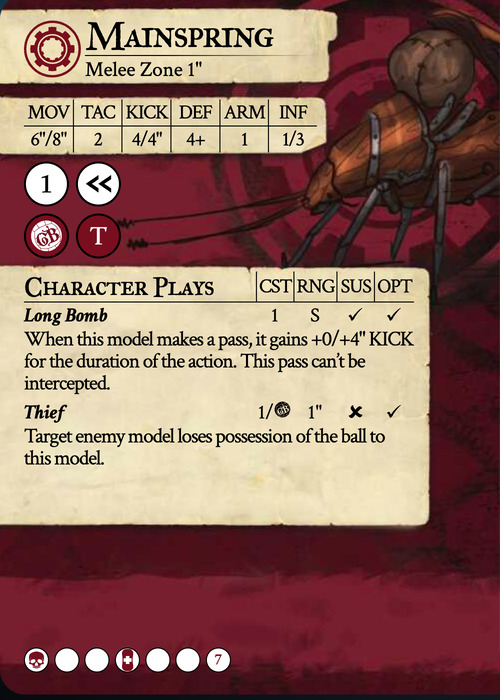 MAINSPRING
Melee Zone 1"
MOV TAC KICK DEF ARM INF
6"/8" 2 4/4" 4+ 1 1/3
1 <<
GB T
CHARACTER PLAYS CST RNG SUS OPT
Long Bomb 1 S ✓ ✓
When this model makes a pass, it gains +0/+4" KICK
for the duration of the action. This pass can't be
intercepted.
Thief 1/GB 1" ✘ ✓
Target enemy model loses possession of the ball to
this model.
7